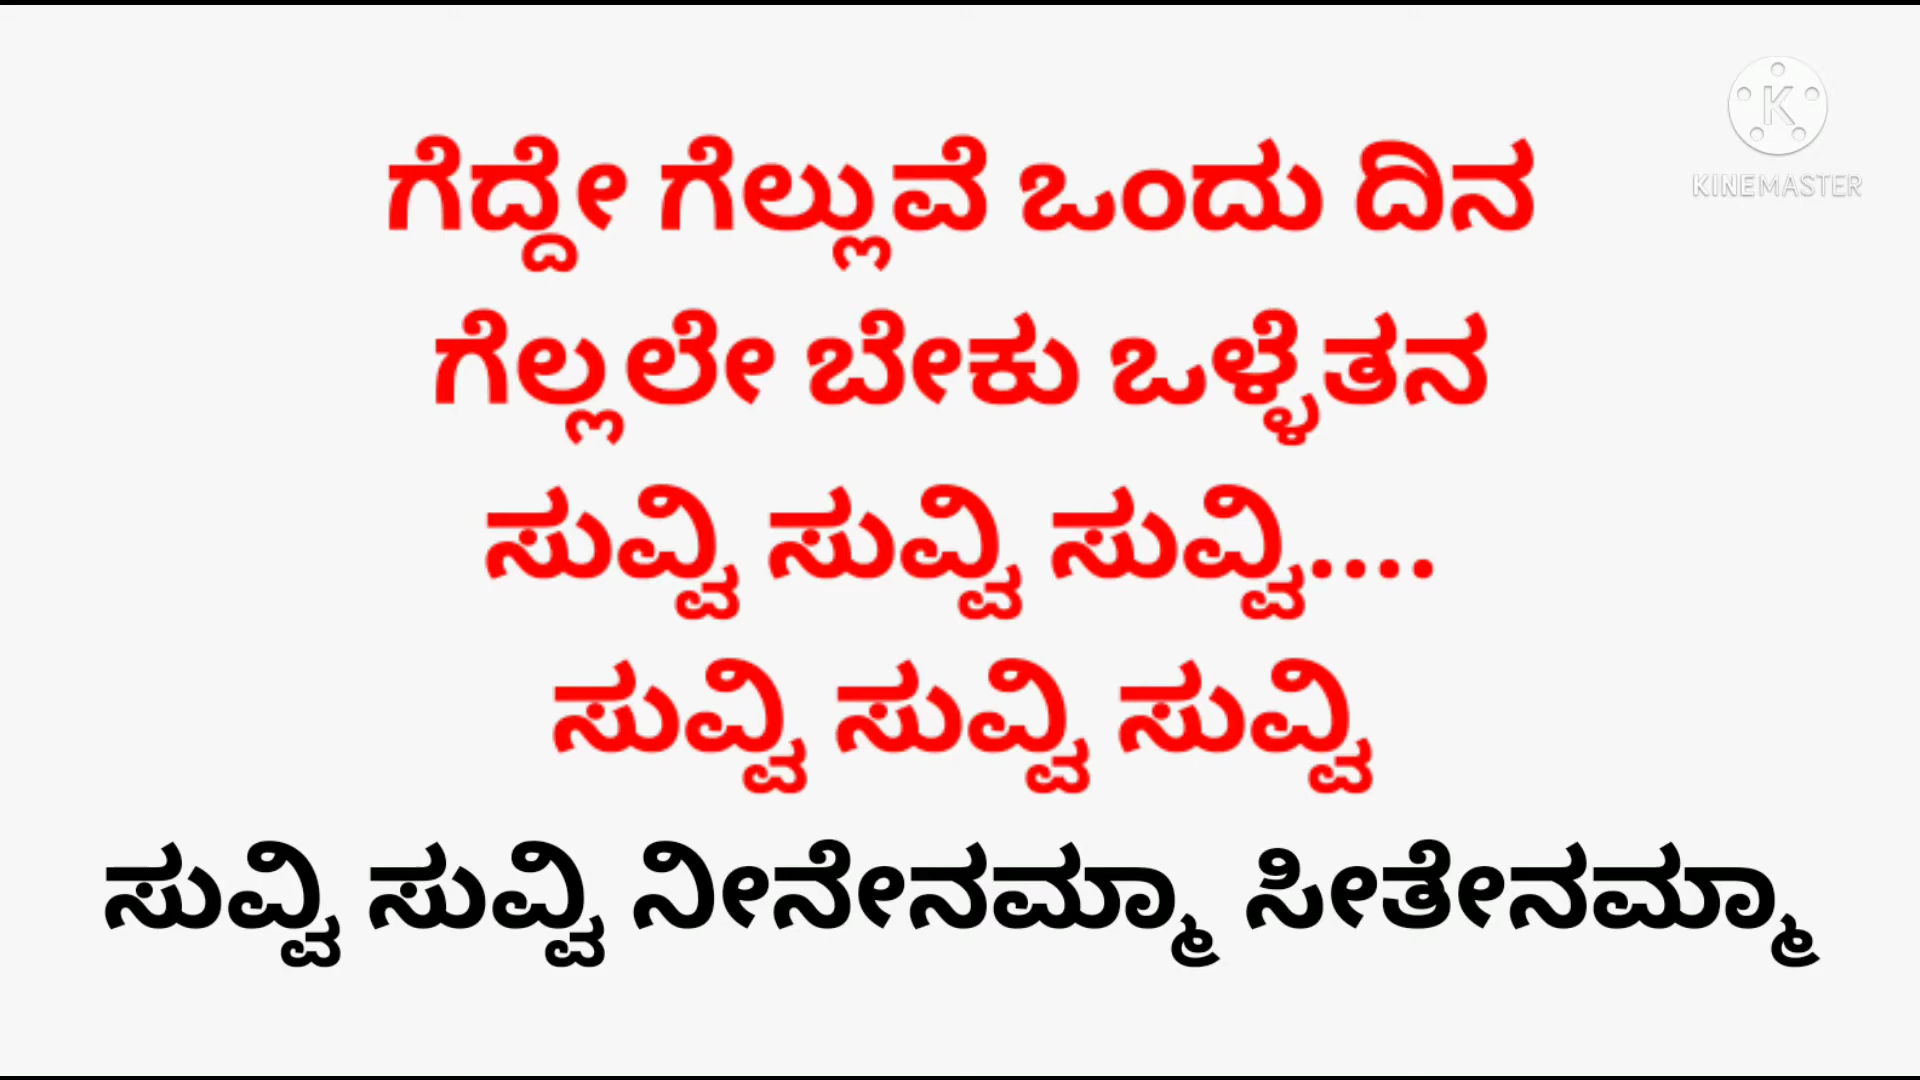 ಗೆದ್ದೇ ಗೆಲ್ಲುವೆ ಒಂದು ದಿನ
ಗೆಲ್ಲಲೇ ಬೇಕು ಒಳ್ಳೆತನ
ಸುವ್ವಿ ಸುವ್ವಿ ಸುವ್ವಿ....
ಸುವ್ವಿ ಸುವ್ವಿ ಸುವ್ವಿ
ಸುವ್ವಿ ಸುವ್ವಿ ನೀನೇನಮ್ಮಾ ಸೀತೇನಮ್ಮಾ
K
KINEMASTER